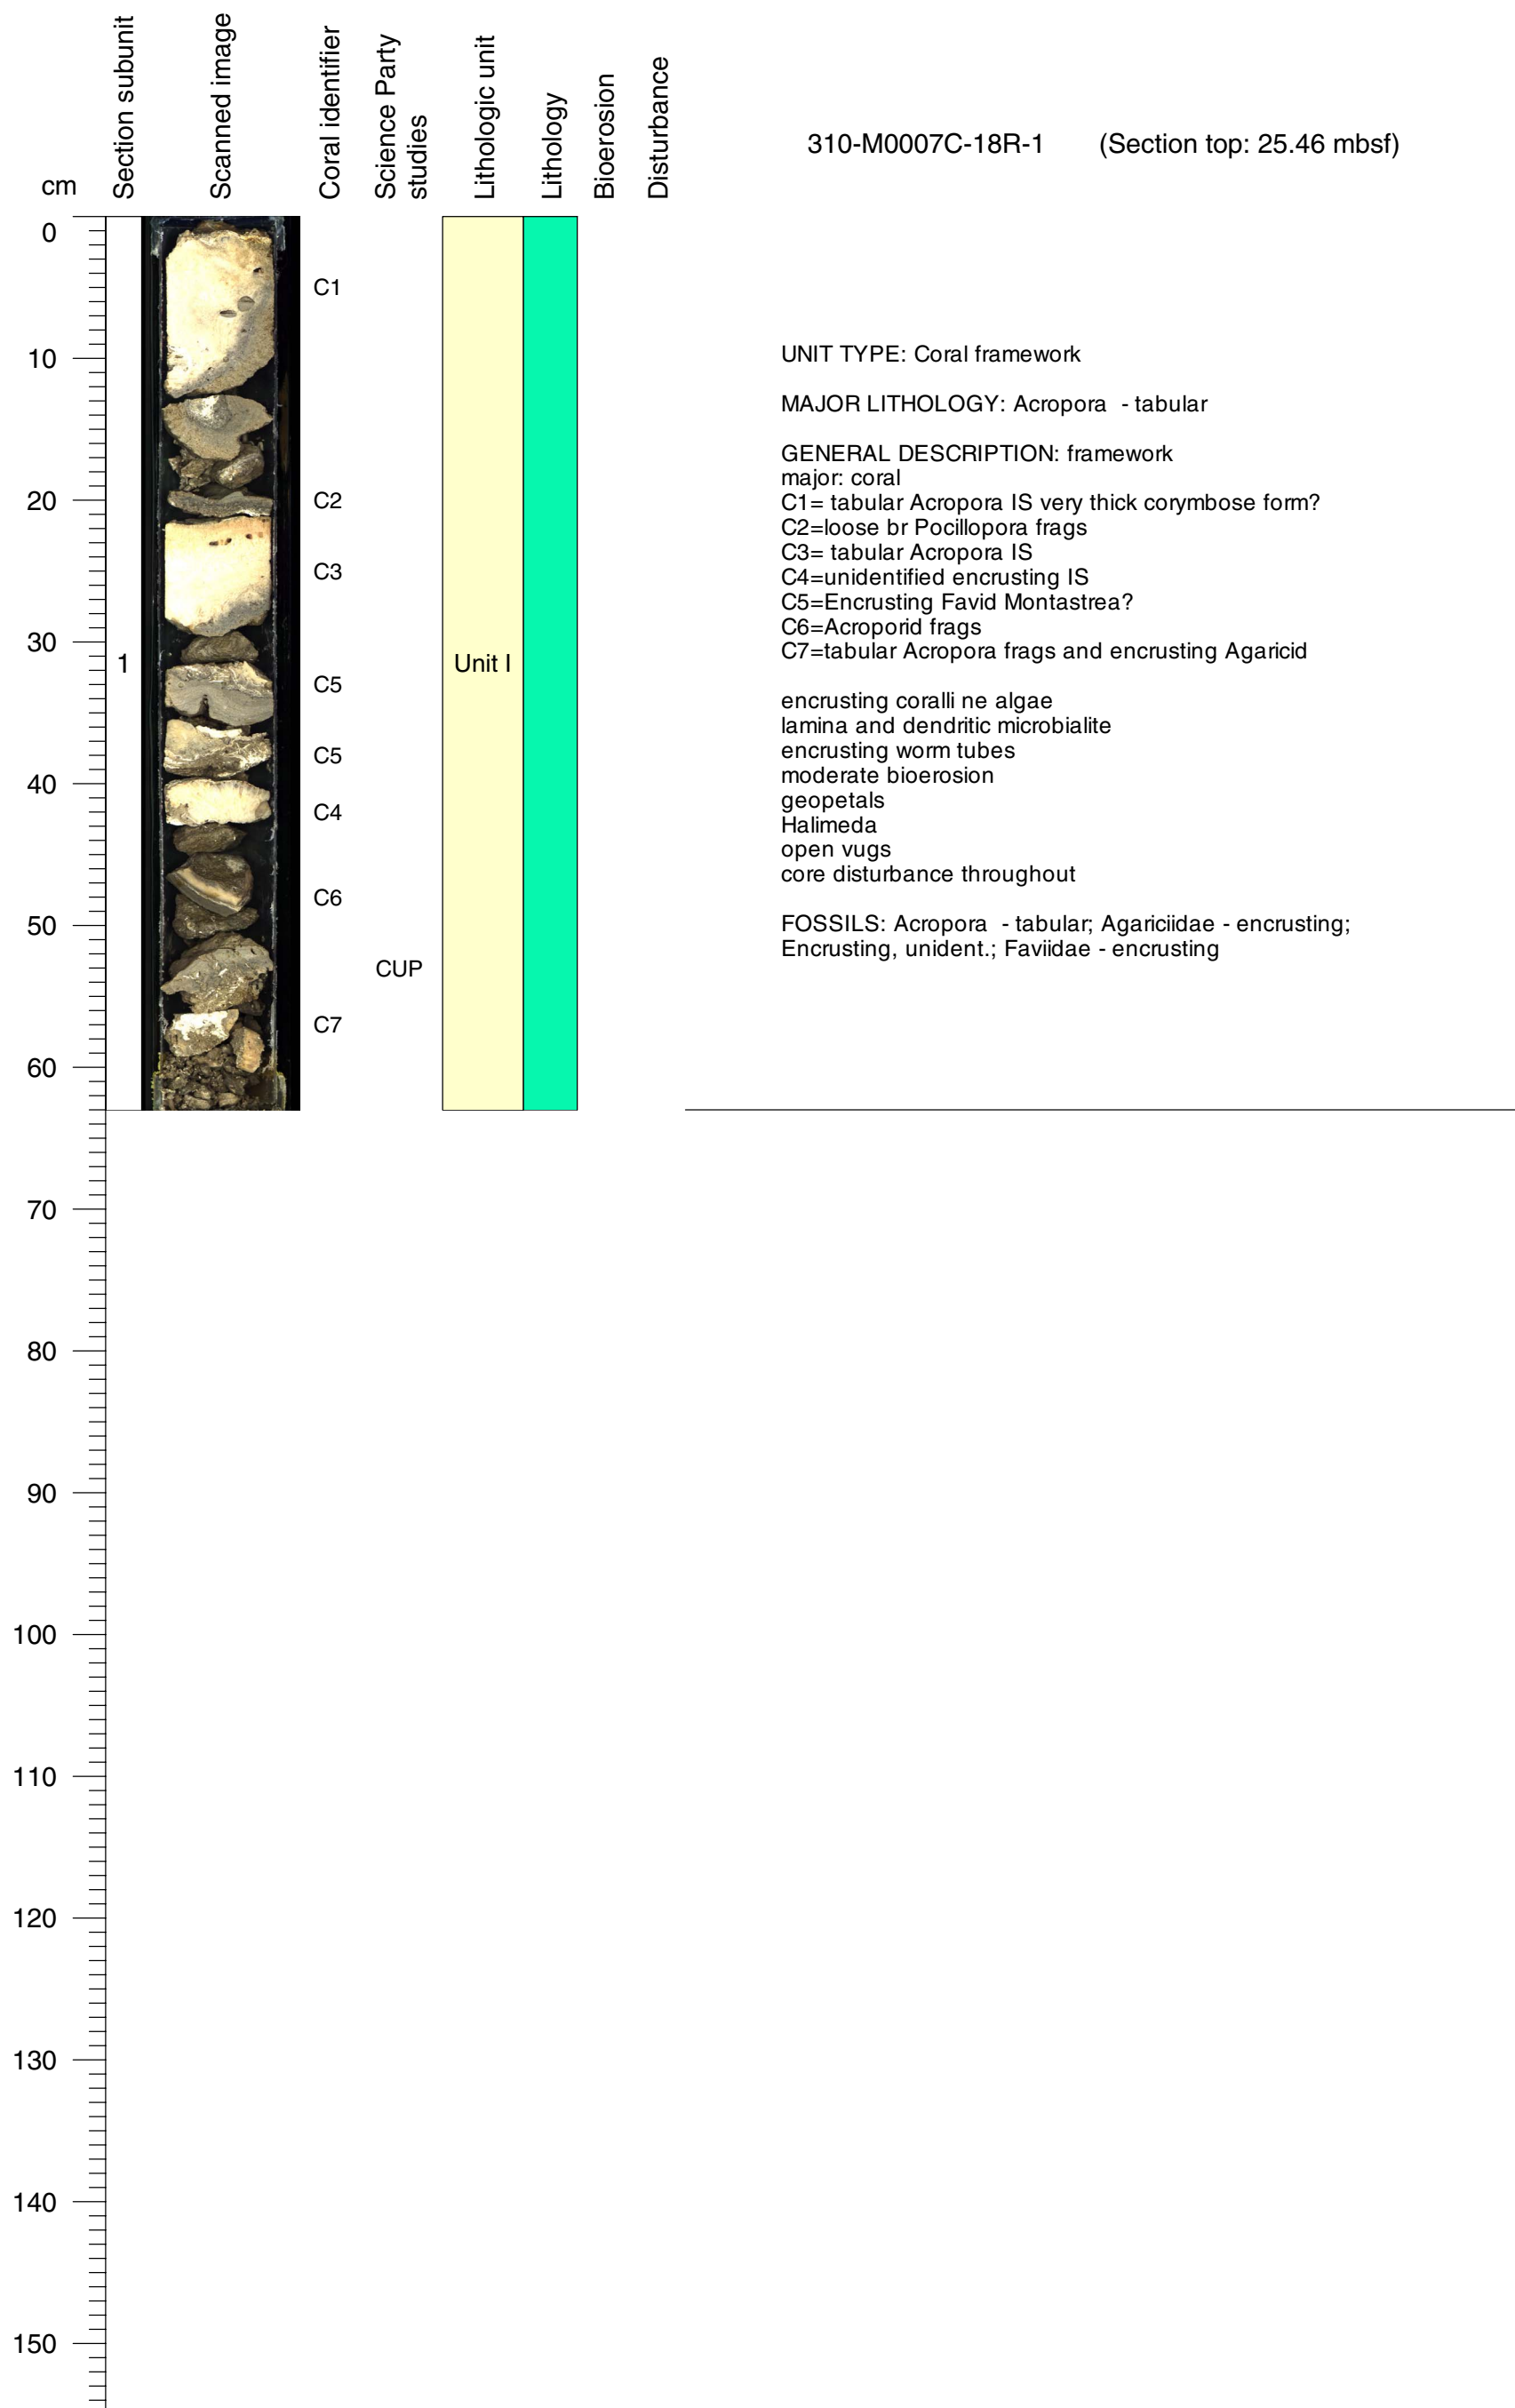 cm
Section subunit
Scanned image
Coral identifier
Science Party
studies
Lithologic unit
Lithology
Bioerosion
Disturbance
310-M0007C-18R-1 (Section top: 25.46 mbsf)
0
10
20
30
40
50
60
70
80
90
100
110
120
130
140
150
1
C1
C2
C3
C5
C5
C4
C6
C7
CUP
Unit I
UNIT TYPE: Coral framework
MAJOR LITHOLOGY: Acropora - tabular
GENERAL DESCRIPTION: framework
major: coral
C1= tabular Acropora IS very thick corymbose form?
C2=loose br Pocillopora frags
C3= tabular Acropora IS
C4=unidentified encrusting IS
C5=Encrusting Favid Montastrea?
C6=Acroporid frags
C7=tabular Acropora frags and encrusting Agaricid
encrusting coralli ne algae
lamina and dendritic microbialite
encrusting worm tubes
moderate bioerosion
geopetals
Halimeda
open vugs
core disturbance throughout
FOSSILS: Acropora - tabular; Agariciidae - encrusting;
Encrusting, unident.; Faviidae - encrusting